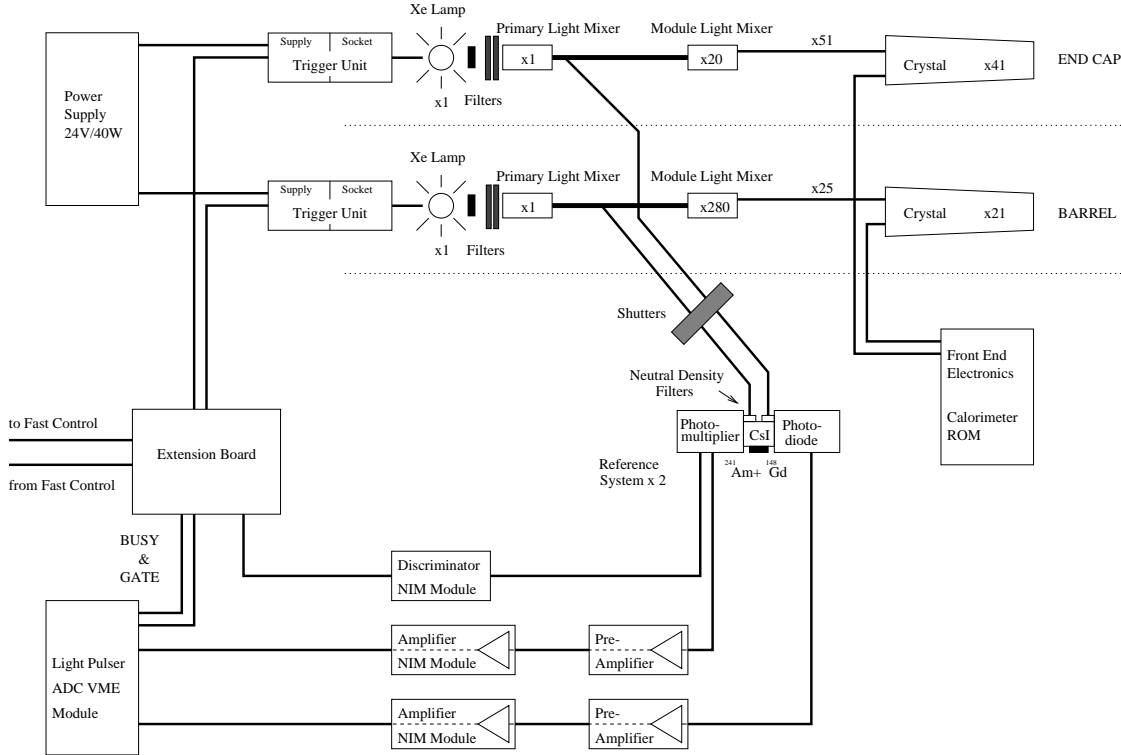 Xe Lamp
Primary Light Mixer
Module Light Mixer
Supply
Socket
Trigger Unit
x1
x20
x51
Crystal x41
END CAP
x1
Filters
Power
Supply
24V/40W
Xe Lamp
Primary Light Mixer
Module Light Mixer
Supply
Socket
Trigger Unit
x1
x280
x25
Crystal x21
BARREL
x1
Filters
Shutters
Front End
Electronics
Calorimeter
ROM
Neutral Density
Filters
to Fast Control
from Fast Control
Extension Board
Photo-
multiplier
CsI
Photo-
diode
241Am+ 148Gd
Reference
System x 2
BUSY
&
GATE
Discriminator
NIM Module
Light Pulser
ADC VME
Module
Amplifier
NIM Module
Pre-
Amplifier
Amplifier
NIM Module
Pre-
Amplifier